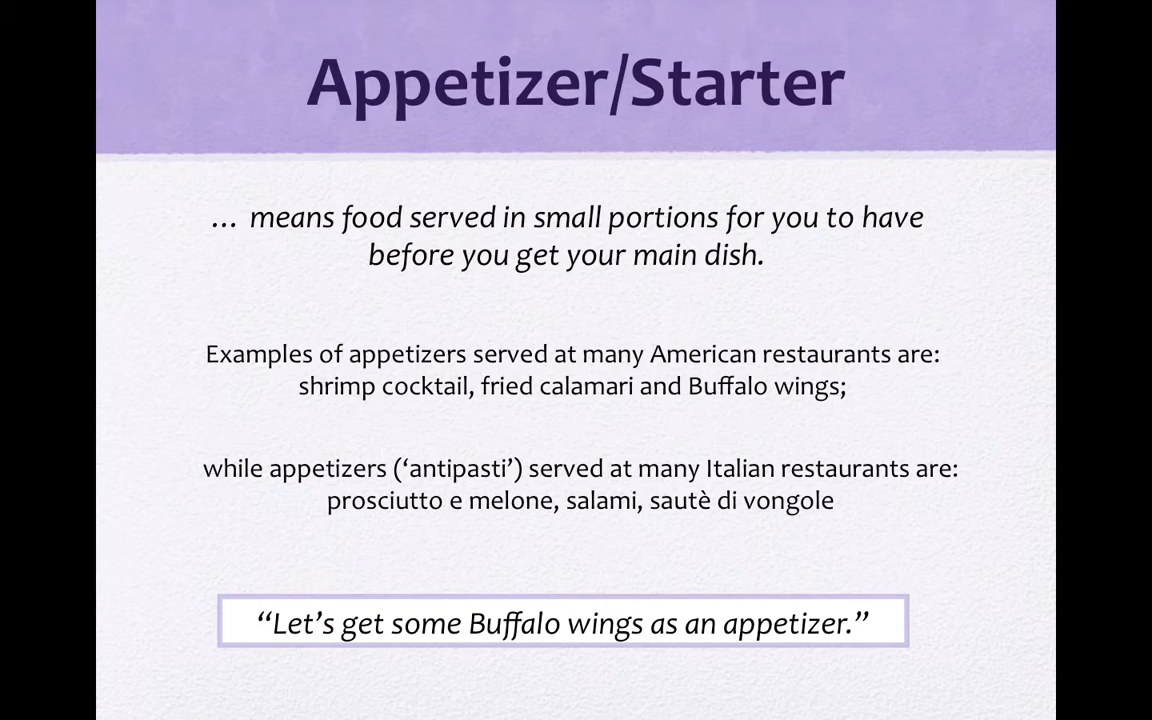 Appetizer/Starter
… means food served in small portions for you to have
before you get your main dish.
Examples of appetizers served at many American restaurants are:
shrimp cocktail, fried calamari and Buffalo wings;
while appetizers (‘antipasti’) served at many Italian restaurants are:
prosciutto e melone, salami, sautè di vongole
“Let’s get some Buffalo wings as an appetizer.”